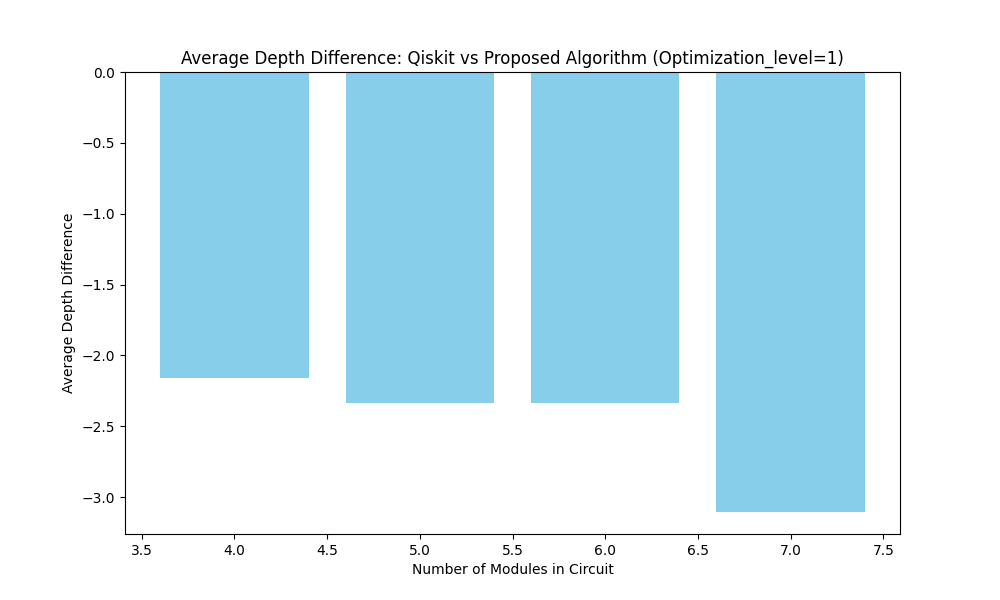 Average Depth Difference: Qiskit vs Proposed Algorithm (Optimization_level=1)
0.0
−0.5
−1.0
−1.5
−2.0
−2.5
−3.0
Average Depth Difference
3.5 4.0 4.5 5.0 5.5 6.0 6.5 7.0 7.5
Number of Modules in Circuit